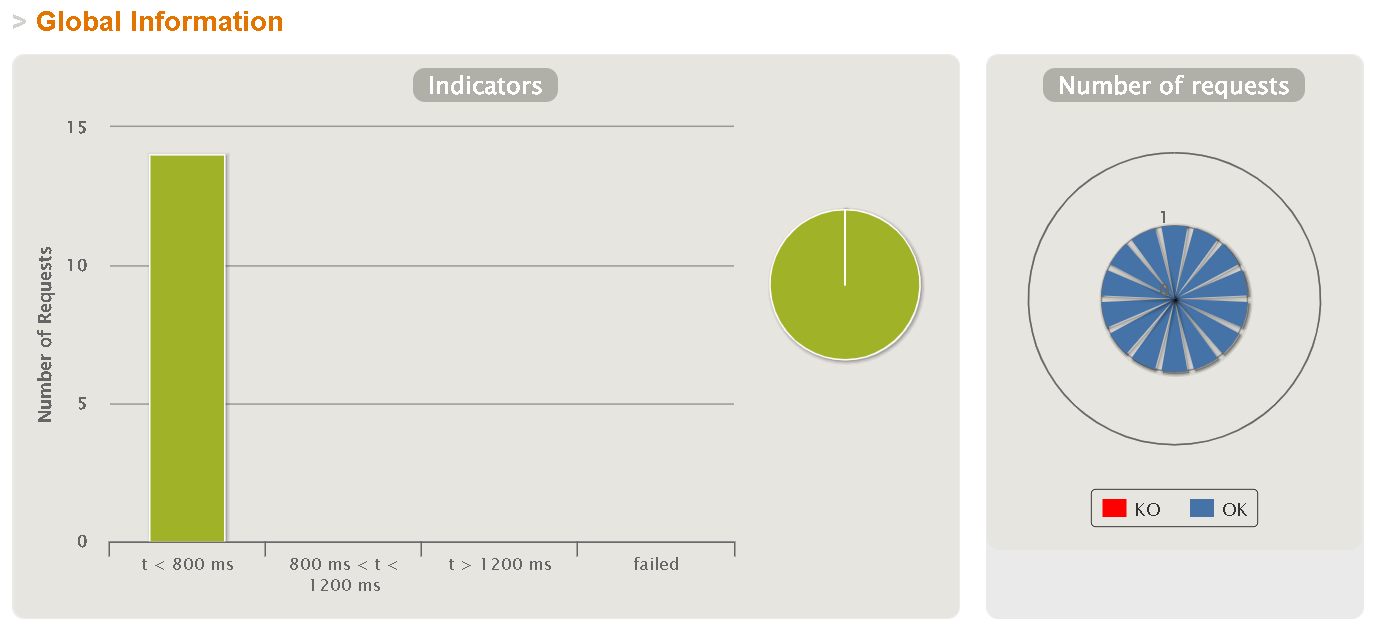 > Global Information
Indicators
Number of requests
15
10
5
0
Number of Requests
t < 800 ms
800 ms < t <
1200 ms
t > 1200 ms
failed
1
KO
OK